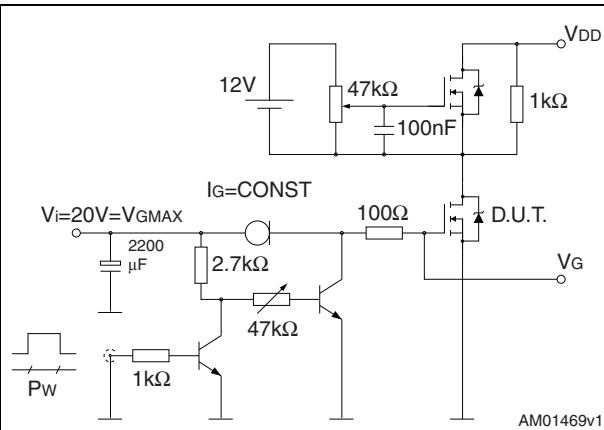 VDD
12V
47kΩ
1kΩ
100nF
IG=CONST
Vi=20V=VGMAX
100Ω
D.U.T.
2200
μF
2.7kΩ
VG
47kΩ
1kΩ
PW
AM01469v1